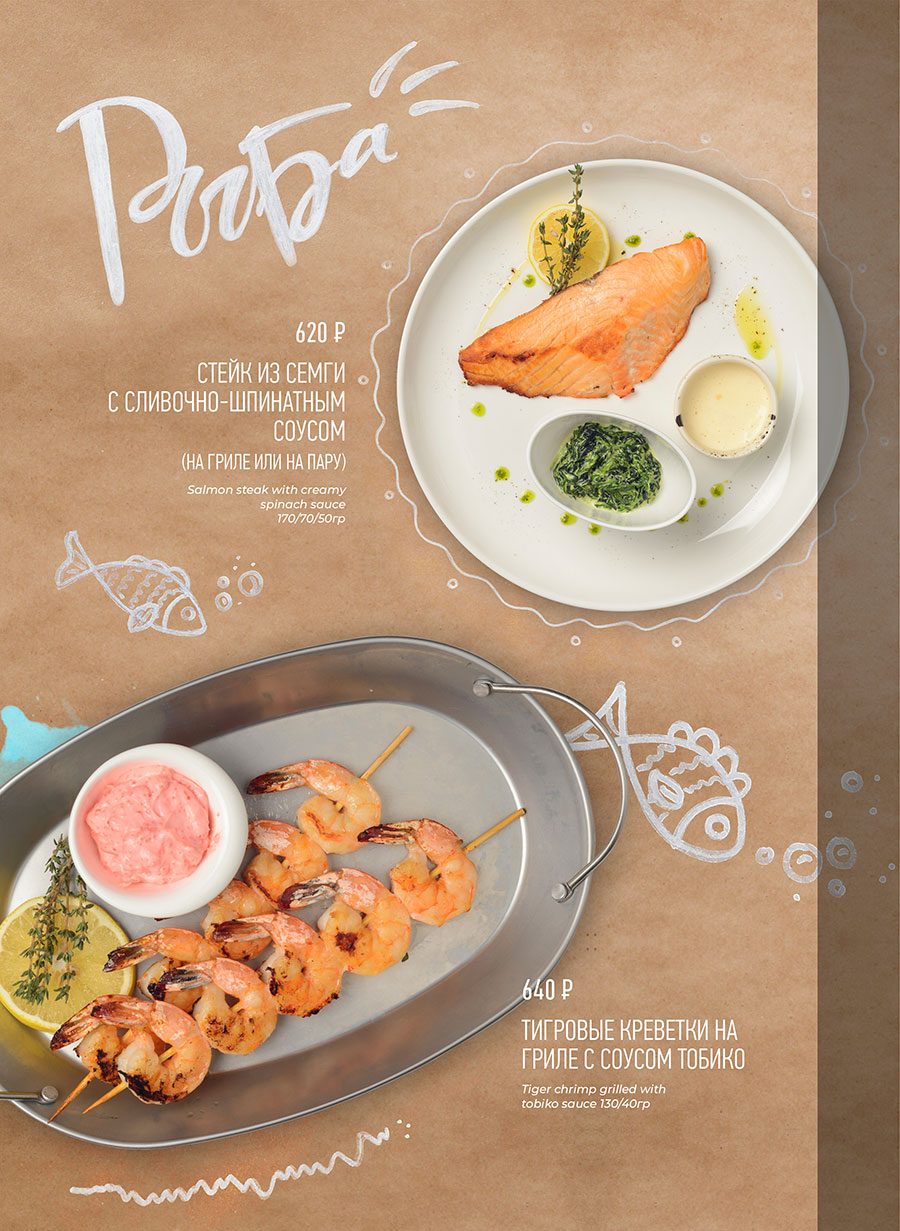 Рыба
620 ₽
СТЕЙК ИЗ СЕМГИ
С СЛИВОЧНО-ШПИНАТНЫМ
СОУСОМ
(НА ГРИЛЕ ИЛИ НА ПАРУ)
Salmon steak with creamy
spinach sauce
170/70/50гр
640 ₽
ТИГРОВЫЕ КРЕВЕТКИ НА
ГРИЛЕ С СОУСОМ ТОБИКО
Tiger chrimp grilled with
tobiko sauce 130/40гр